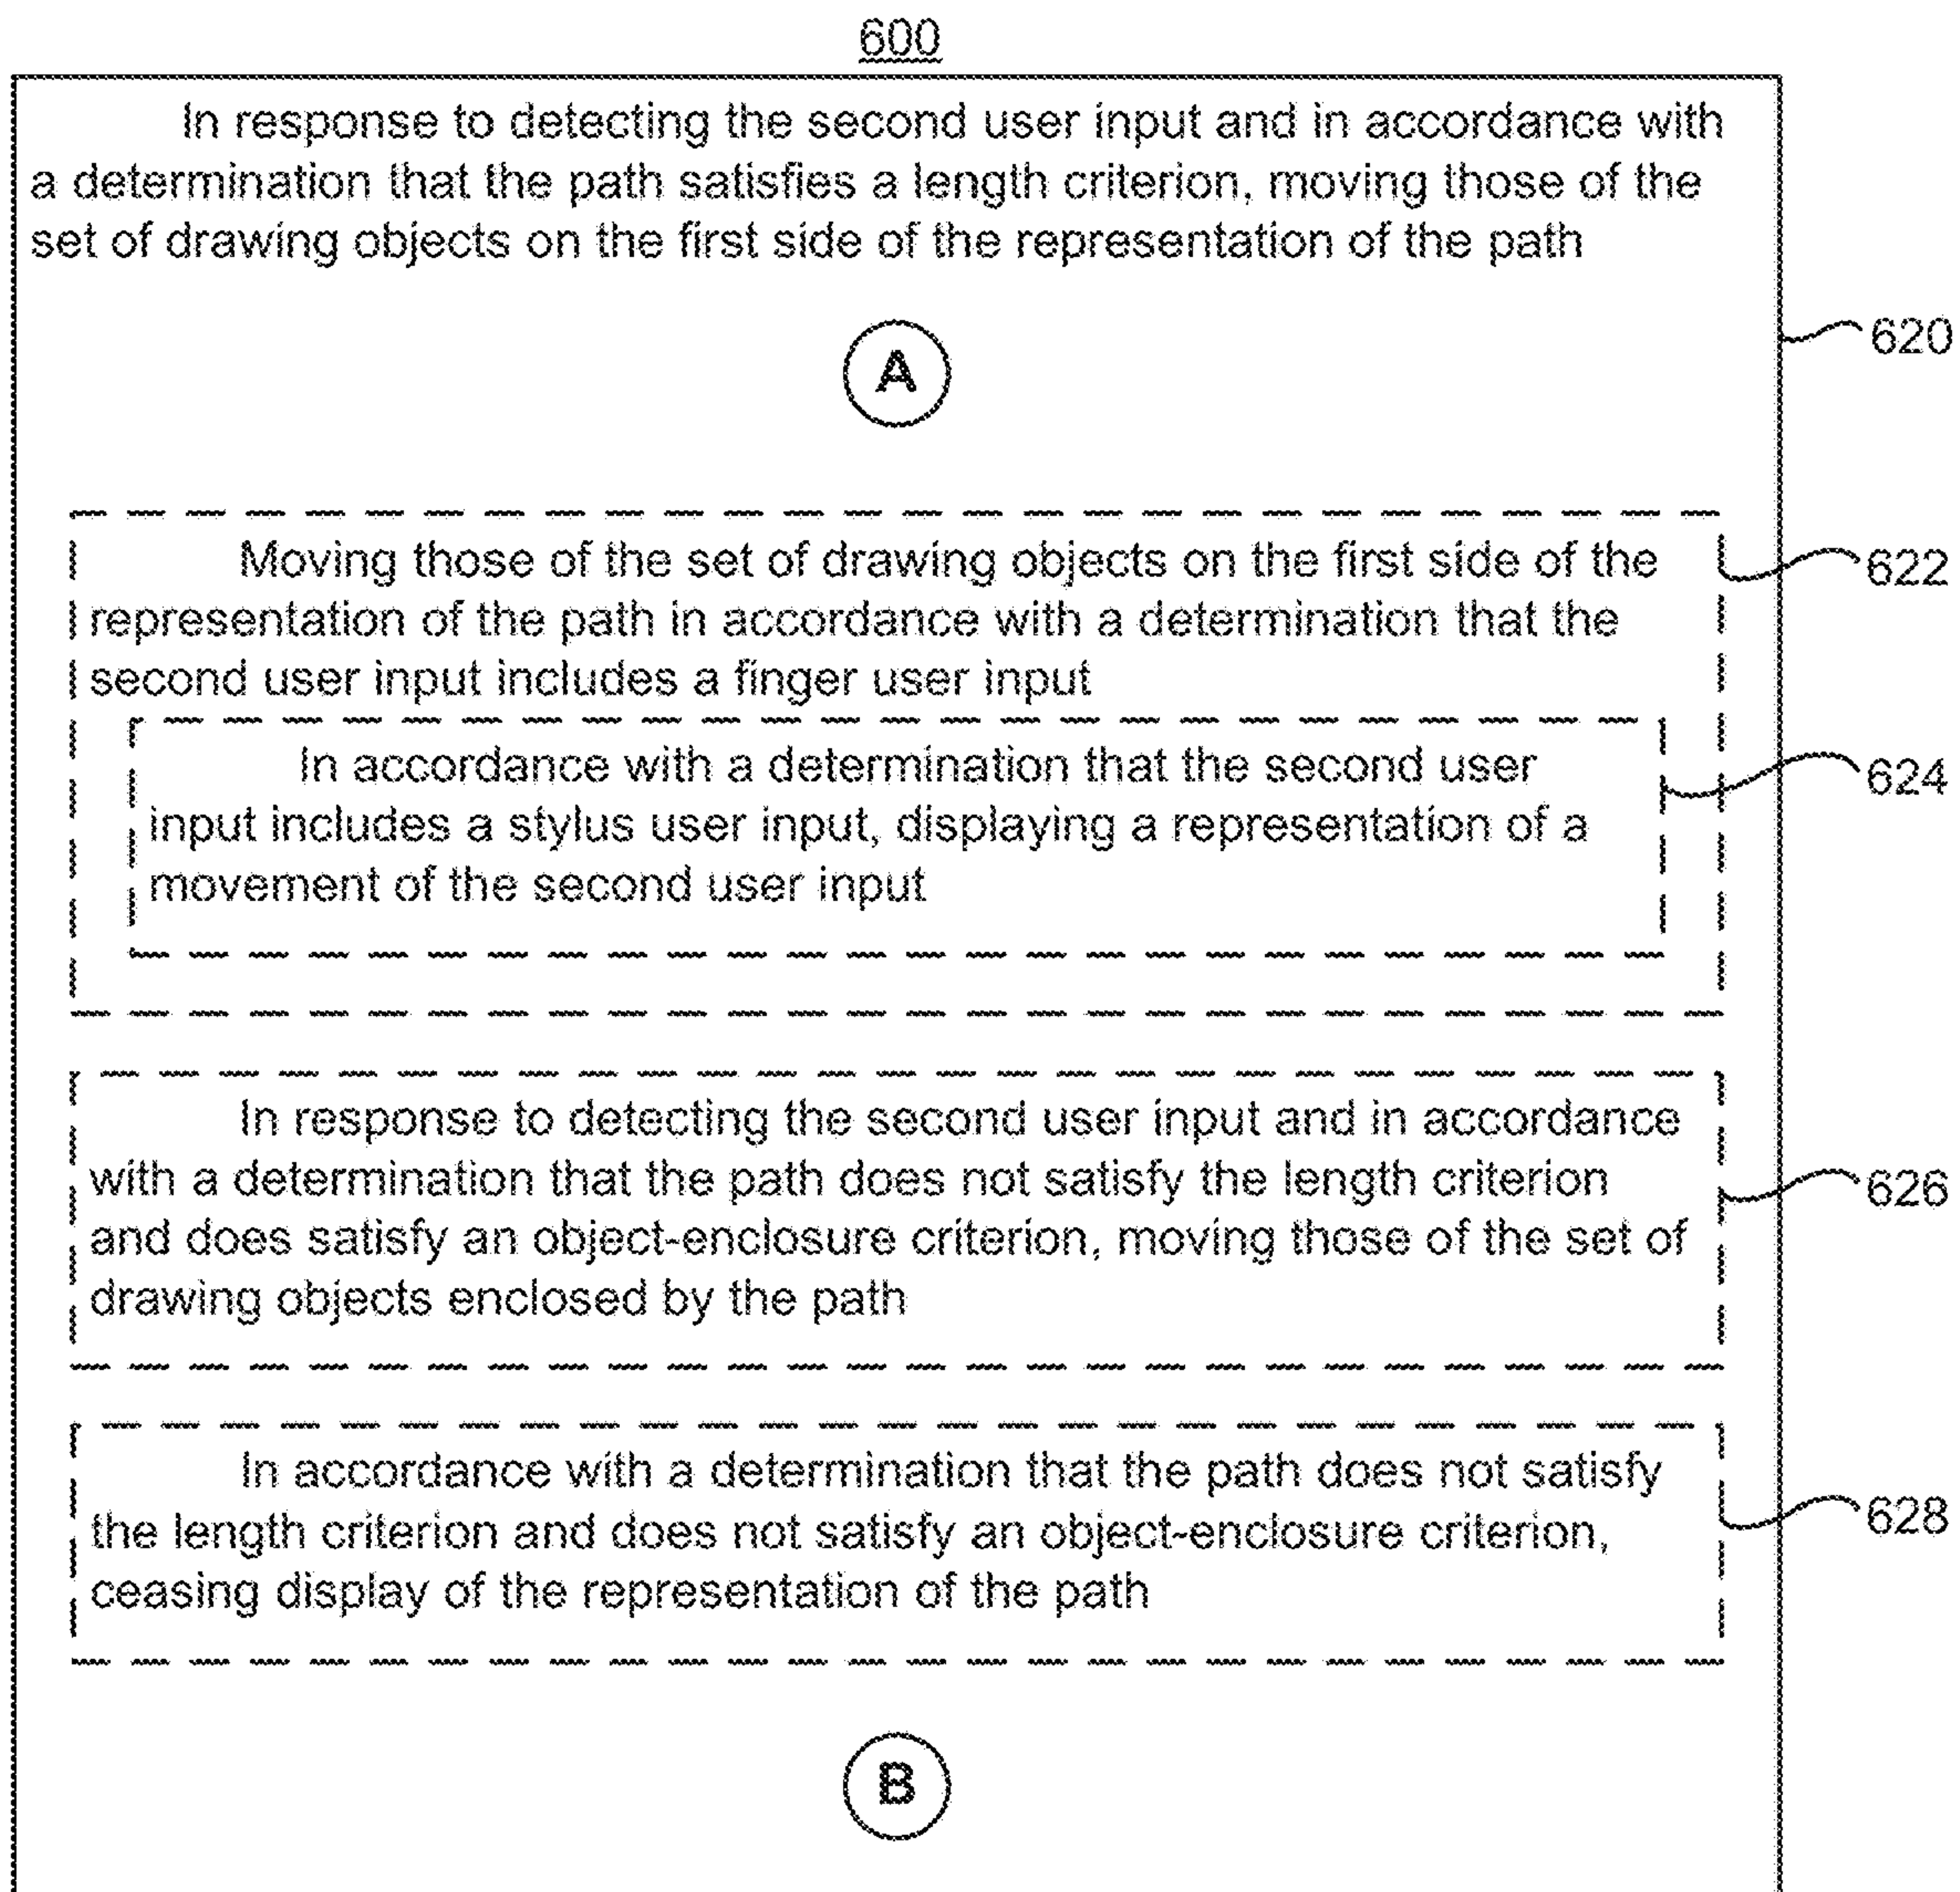 600
In response to detecting the second user input and in accordance with
a determination that the path satisfies a length criterion, moving those of the
set of drawing objects on the first side of the representation of the path
620
A
Moving those of the set of drawing objects on the first side of the
622
representation of the path in accordance with a determination that the
second user input includes a finger user input
In accordance with a determination that the second user
624
input includes a stylus user input, displaying a representation of a
movement of the second user input
In response to detecting the second user input and in accordance
with a determination that the path does not satisfy the length criterion
626
and does satisfy an object-enclosure criterion, moving those of the set of
drawing objects enclosed by the path
In accordance with a determination that the path does not satisfy
628
the length criterion and does not satisfy an object-enclosure criterion,
ceasing display of the representation of the path
B